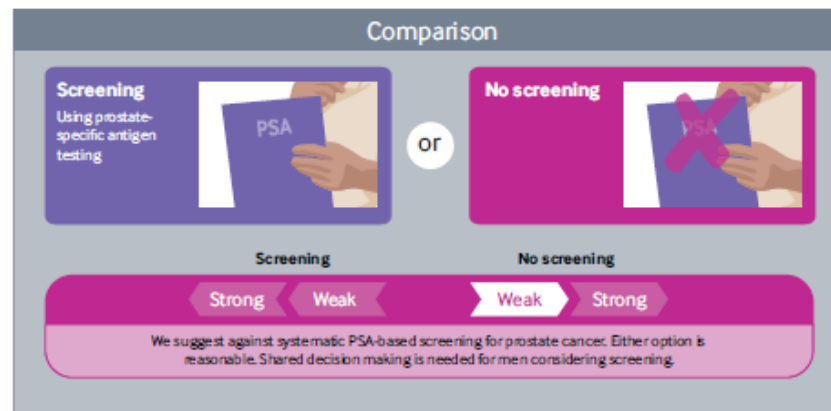 Comparison
Screening
Using prostate-
specific antigen
testing
PSA
or
No screening
PSA
Screening
No screening
Strong
Weak
Weak
Strong
We suggest against systematic PSA-based screening for prostate cancer. Either option is
reasonable. Shared decision making is needed for men considering screening.